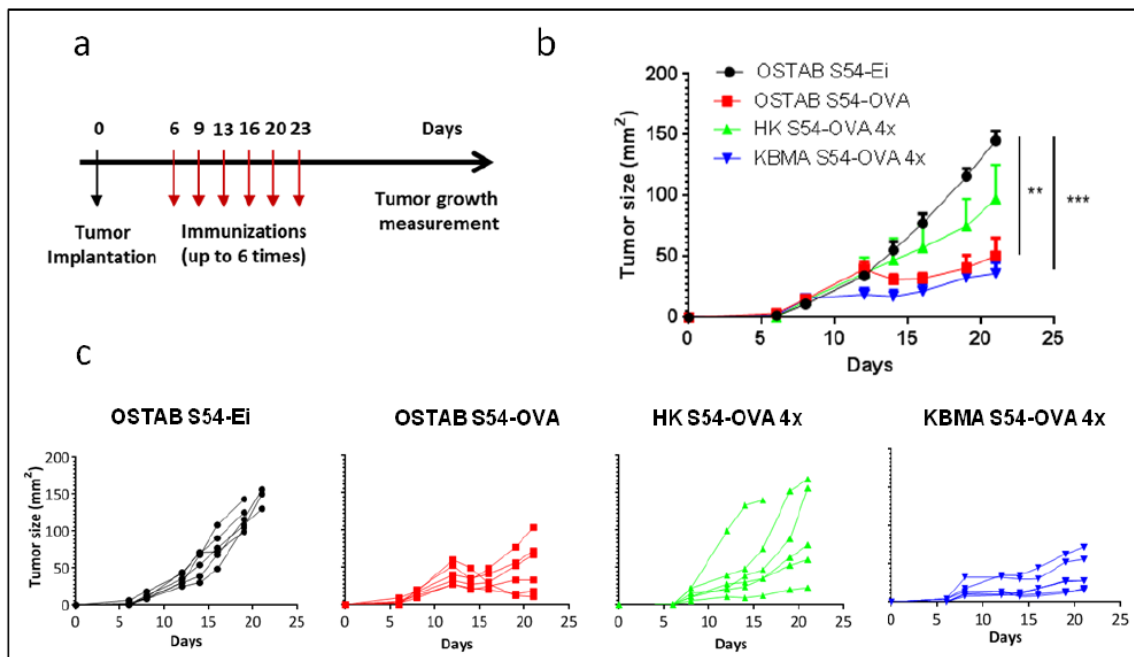 a
0 6 9 13 16 20 23 Days
Tumor Implantation
Immunizations (up to 6 times)
Tumor growth measurement
b
OSTAB S54-Ei
OSTAB S54-OVA
HK S54-OVA 4x
KBMA S54-OVA 4x
Tumor size (mm²)
200
150
100
50
0
0 5 10 15 20 25
Days
**
***
c
OSTAB S54-Ei
Tumor size (mm²)
200
150
100
50
0
0 5 10 15 20 25
Days
OSTAB S54-OVA
0 5 10 15 20 25
Days
HK S54-OVA 4x
0 5 10 15 20 25
Days
KBMA S54-OVA 4x
0 5 10 15 20 25
Days